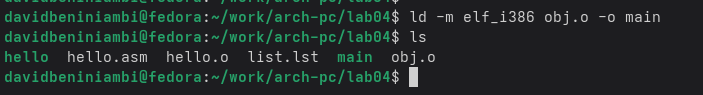 davidbeniniambi@fedora:~/work/arch-pc/lab04$ ld -m elf_i386 obj.o -o main
davidbeniniambi@fedora:~/work/arch-pc/lab04$ ls
hello  hello.asm  hello.o  list.lst  main  obj.o
davidbeniniambi@fedora:~/work/arch-pc/lab04$